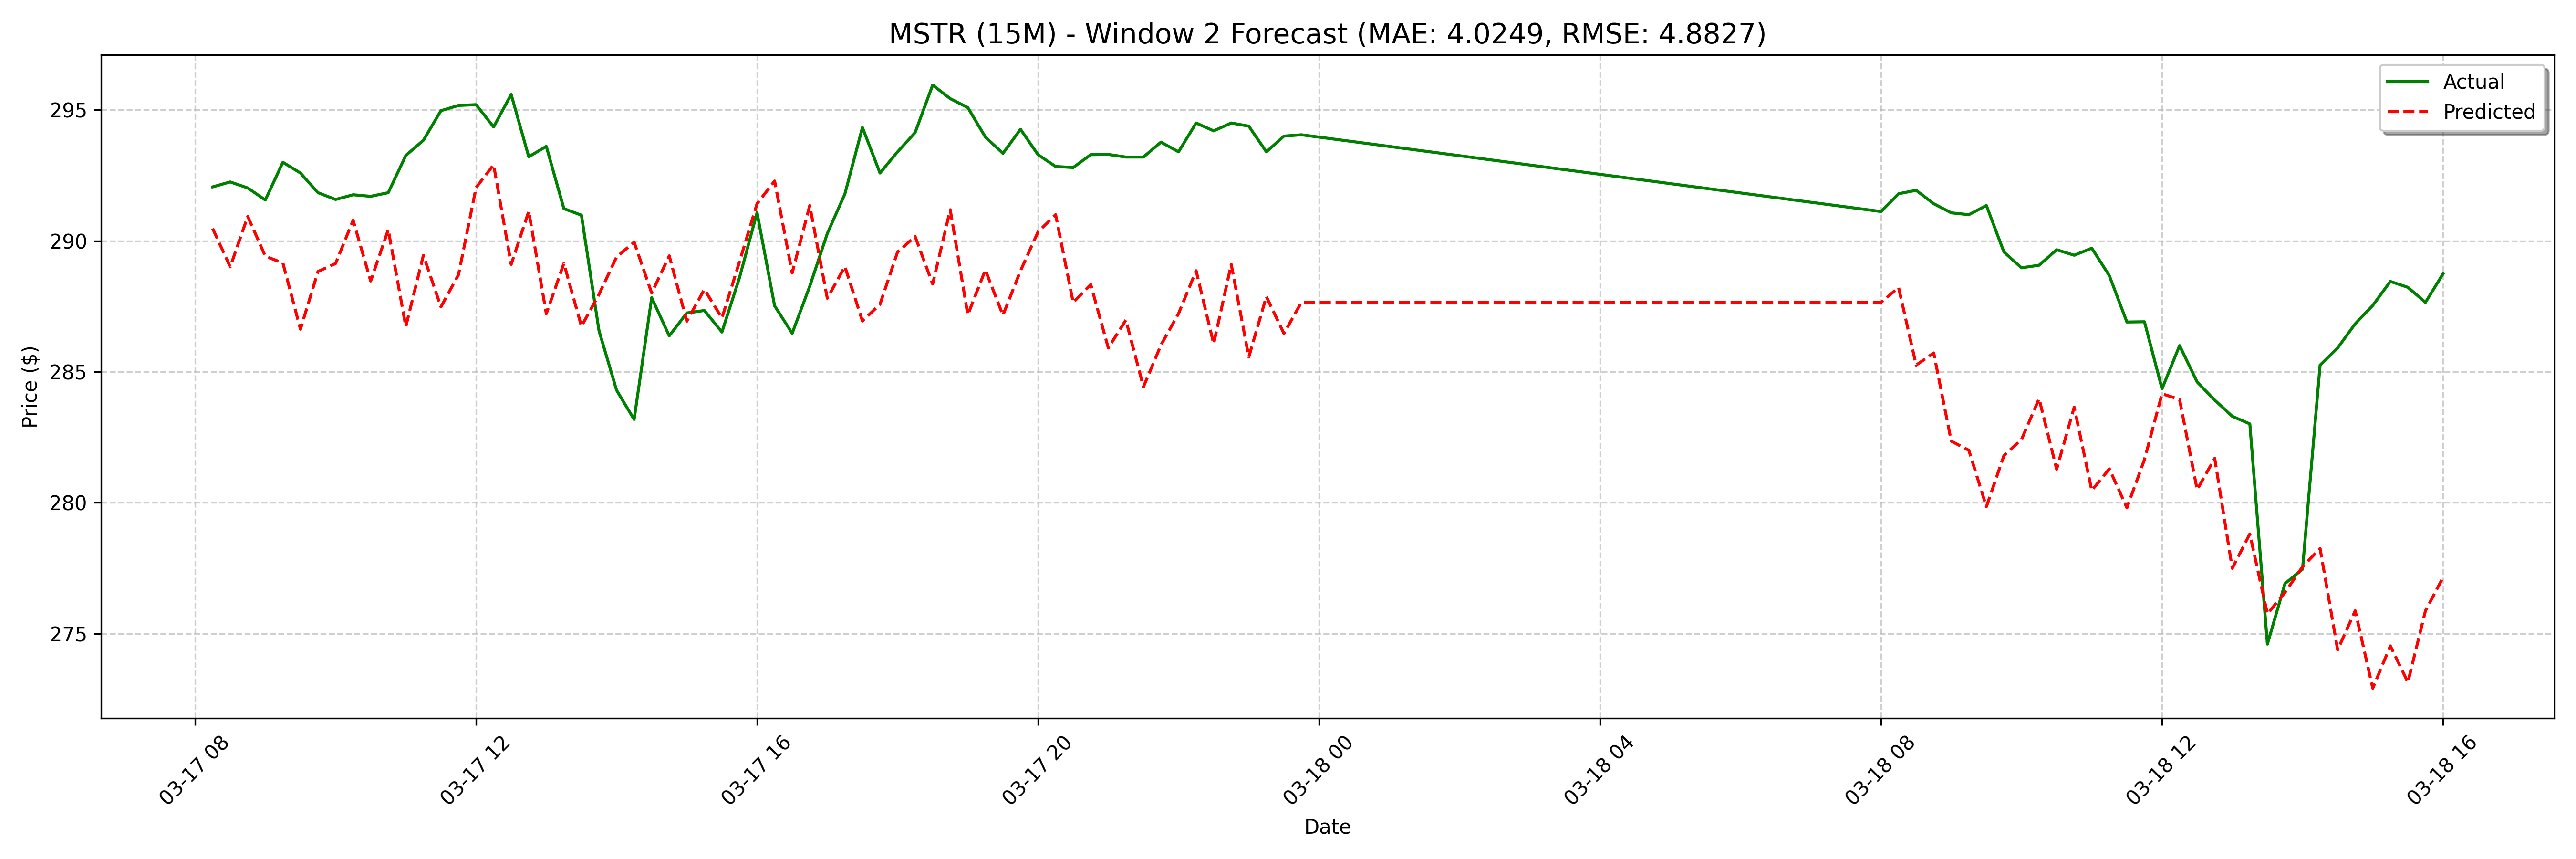 MSTR (15M) - Window 2 Forecast (MAE: 4.0249, RMSE: 4.8827)
Actual
Predicted
Price ($)
295
290
285
280
275
03-17 08
03-17 12
03-17 16
03-17 20
03-18 00
03-18 04
03-18 08
03-18 12
03-18 16
Date